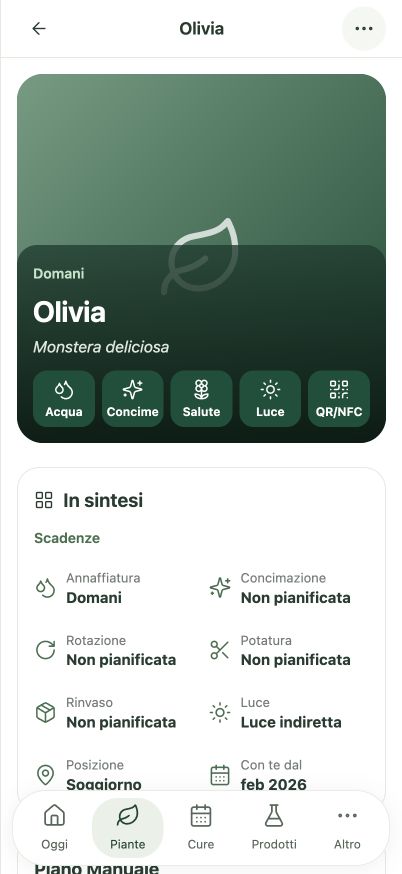 Olivia
Domani
Olivia
Monstera deliciosa
Acqua
Concime
Salute
Luce
QR/NFC
In sintesi
Scadenze
Annaffiatura
Domani
Concimazione
Non pianificata
Rotazione
Non pianificata
Potatura
Non pianificata
Rinvaso
Non pianificata
Luce
Luce indiretta
Posizione
Soggiorno
Con te dal
feb 2026
Oggi
Piante
Cure
Prodotti
Altro
Piano Manuale